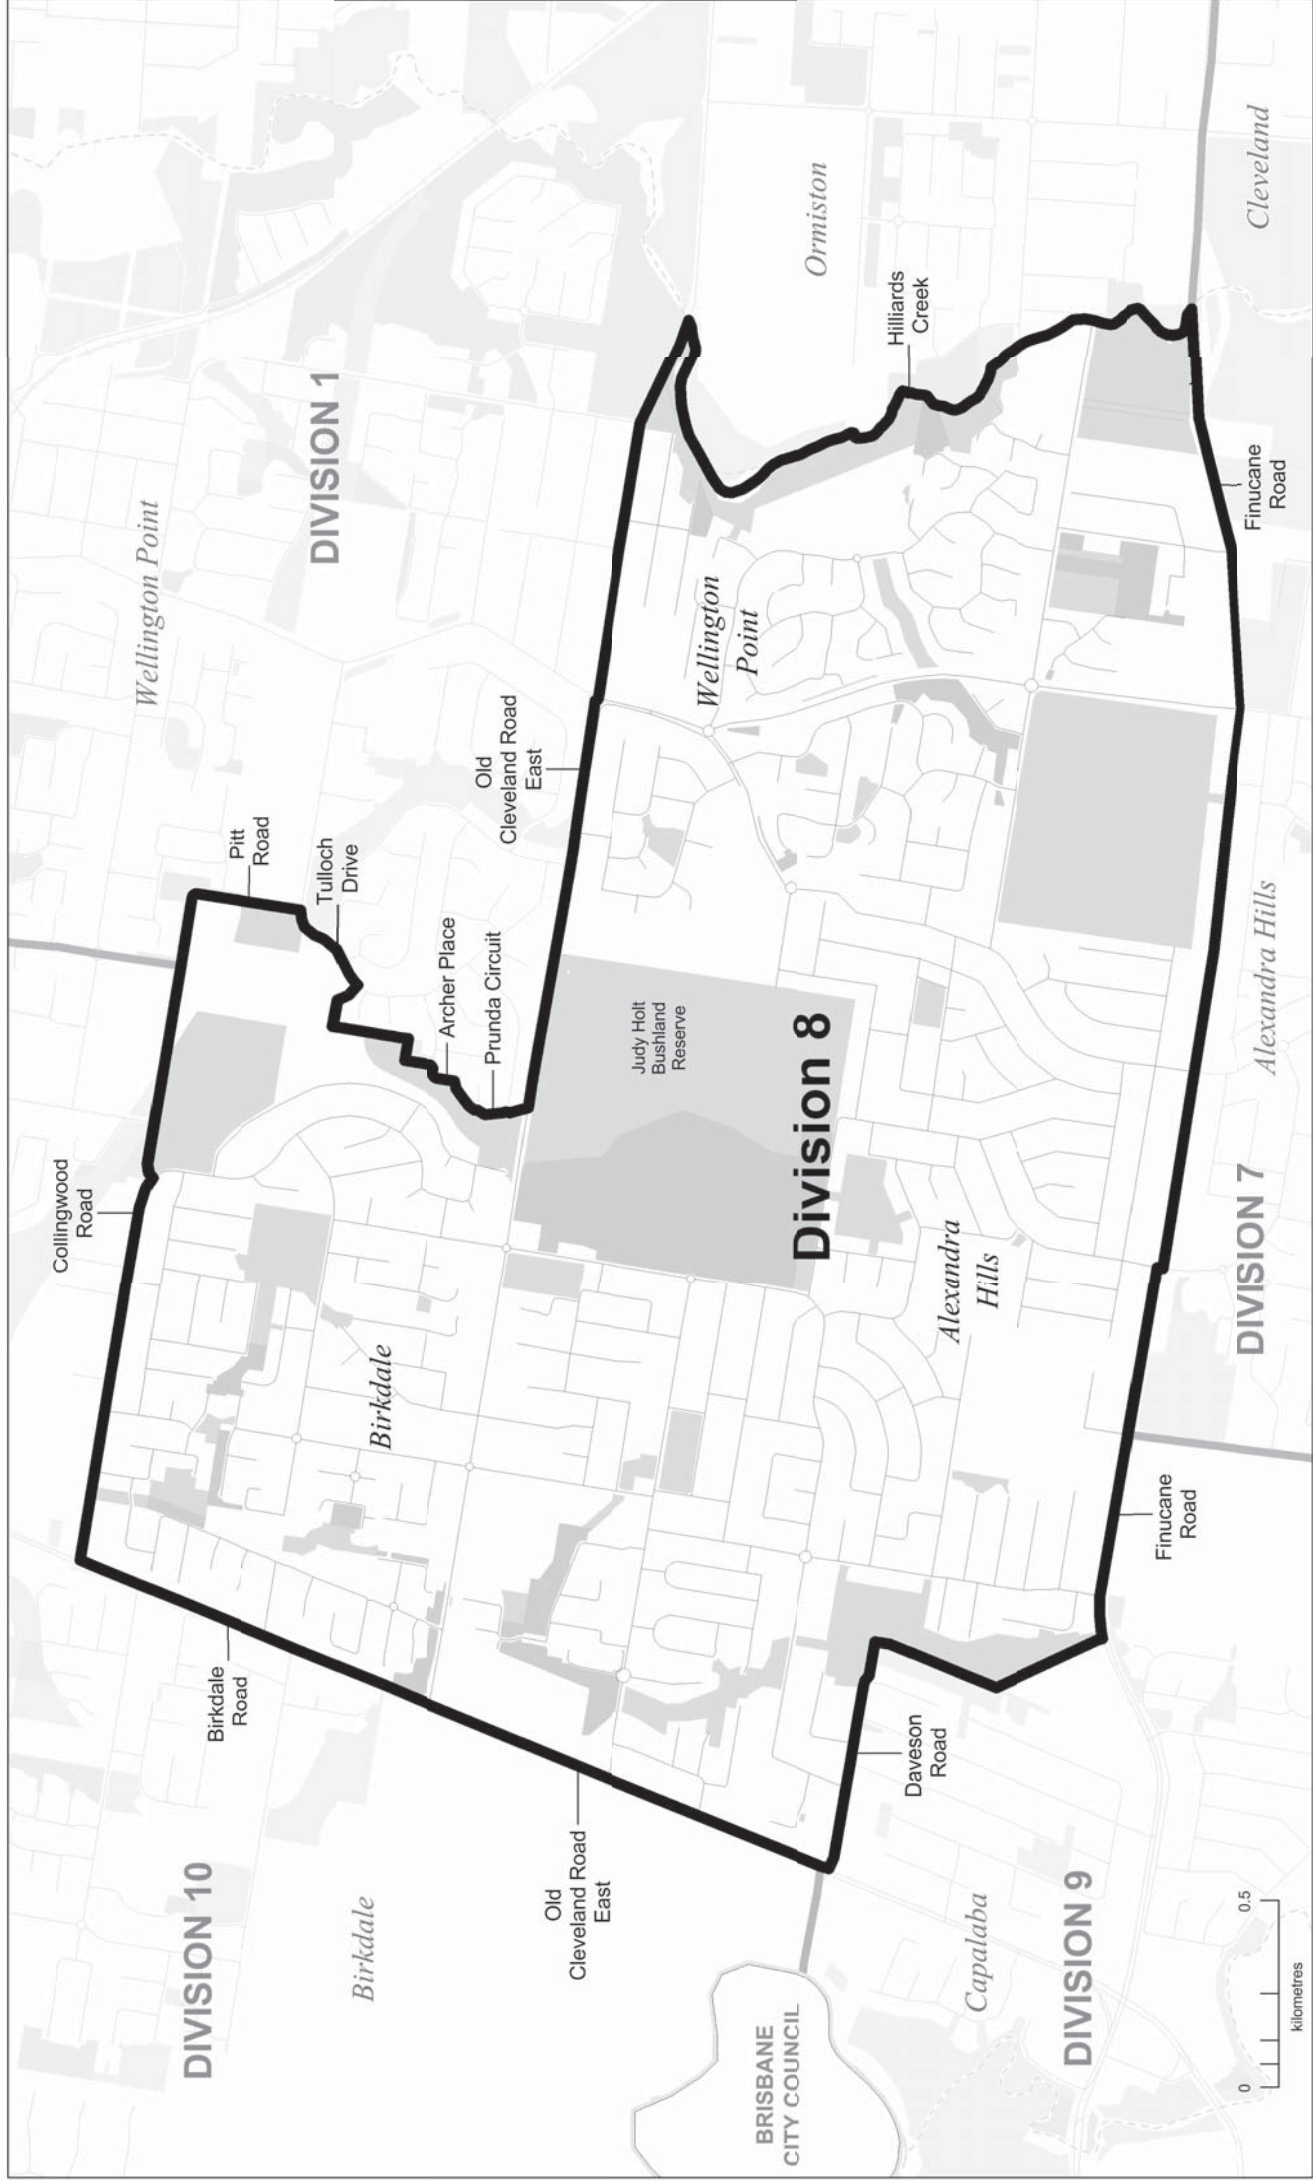 Collingwood
Road
Pitt
Road
Wellington Point
Tulloch
Drive
DIVISION 1
Archer Place
Prunda Circuit
Old
Cleveland Road
East
Birkdale
Road
Birkdale
DIVISION 10
Birkdale
Old
Cleveland Road
East
Judy Holt
Bushland
Reserve
Wellington
Point
Ormiston
Hilliards
Creek
Division 8
BRISBANE
CITY COUNCIL
Daveson
Road
Alexandra
Hills
Capalaba
DIVISION 9
Finucane
Road
DIVISION 7
Alexandra Hills
Finucane
Road
Cleveland
0
0.5
kilometres